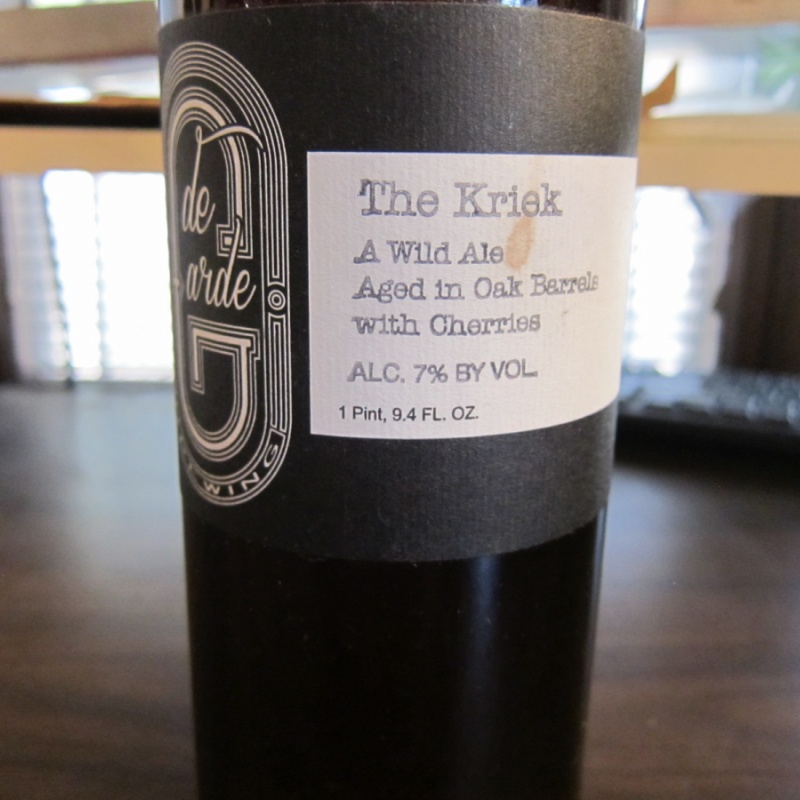 de
arde
The Kriek
A Wild Ale
Aged in Oak Barrels
with Cherries
ALC. 7% BY VOL
1 Pint, 9.4 FL. OZ.